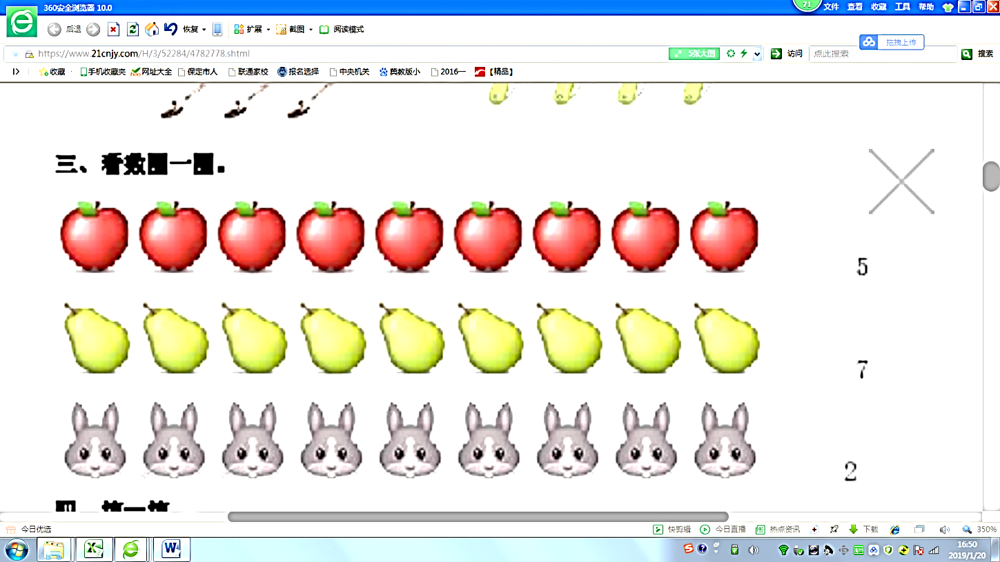 360安全浏览器 10.0
71
文件 查看 收藏 工具 帮助
后退 恢复 扩展 截图 阅读模式
拖拽上传
https://www.21cnjy.com/H/3/52284/4782778.shtml
5张大图
访问
点此搜索
搜索
收藏 手机收藏夹 网址大全 保定市人 联通家校 报名选择 中央机关 冀教版小 2016一 【精品】
三、看数圈一圈。
5
7
2
今日优选
快剪辑 今日直播 热点资讯 下载 350%
16:50
2019/1/20